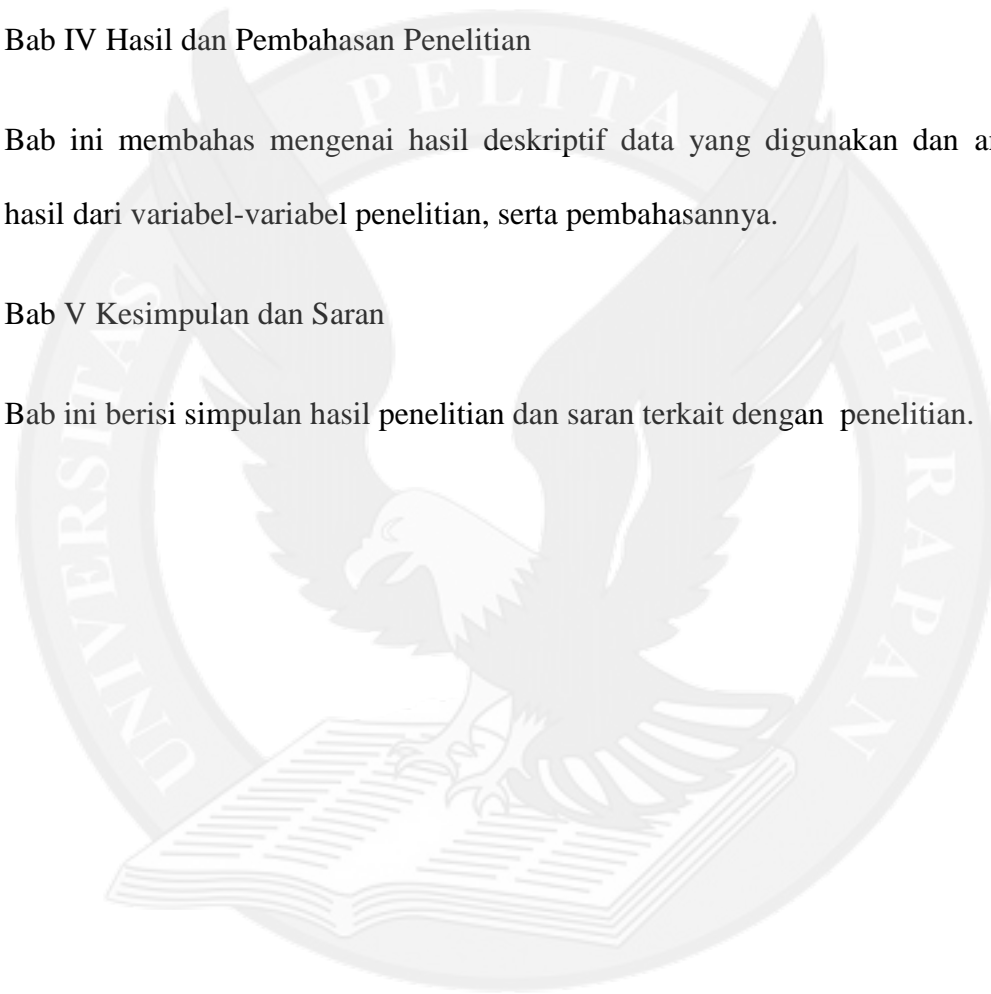 Bab IV Hasil dan Pembahasan Penelitian
Bab ini membahas mengenai hasil deskriptif data yang digunakan dan
hasil dari variabel-variabel penelitian, serta pembahasannya.
Bab V Kesimpulan dan Saran
Bab ini berisi simpulan hasil penelitian dan saran terkait dengan penelitian.
UNIVERSITAS PELITA HARAPAN